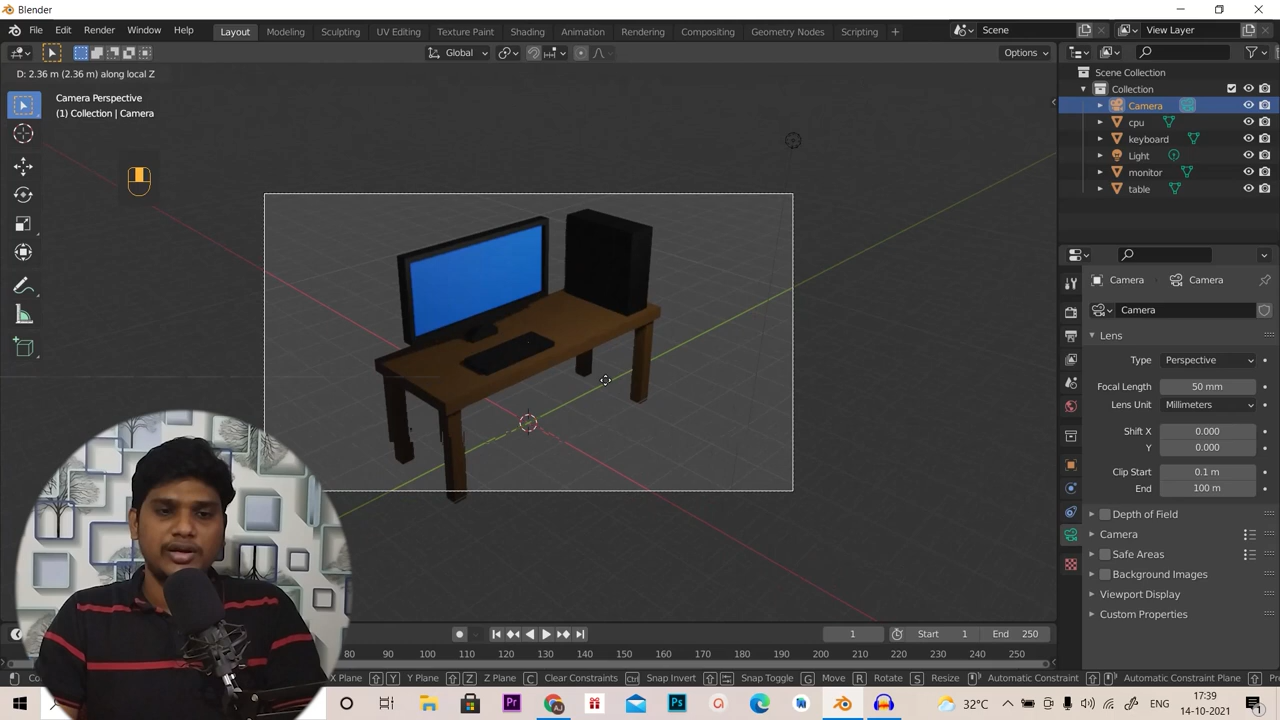 Blender
File Edit Render Window Help
Layout Modeling Sculpting UV Editing Texture Paint Shading Animation Rendering Compositing Geometry Nodes Scripting +
Scene
View Layer
Global
Options
D: 2.36 m (2.36 m) along local Z
Camera Perspective
(1) Collection | Camera
Scene Collection
Collection
Camera
cpu
keyboard
Light
monitor
table
Camera
Camera
Camera
Lens
Type Perspective
Focal Length 50 mm
Lens Unit Millimeters
Shift X 0.000
Y 0.000
Clip Start 0.1 m
End 100 m
Depth of Field
Camera
Safe Areas
Background Images
Viewport Display
Custom Properties
1
Start 1
End 250
80 90 100 110 120 130 140 150 160 170 180 190 200 210 220 230 240 250
Co
X Plane
Y Plane
Z Z Plane
C Clear Constraints
Ctrl Snap Invert
Snap Toggle
G Move
R Rotate
S Resize
Automatic Constraint
Automatic Constraint Plane
32°C
17:39
14-10-2021